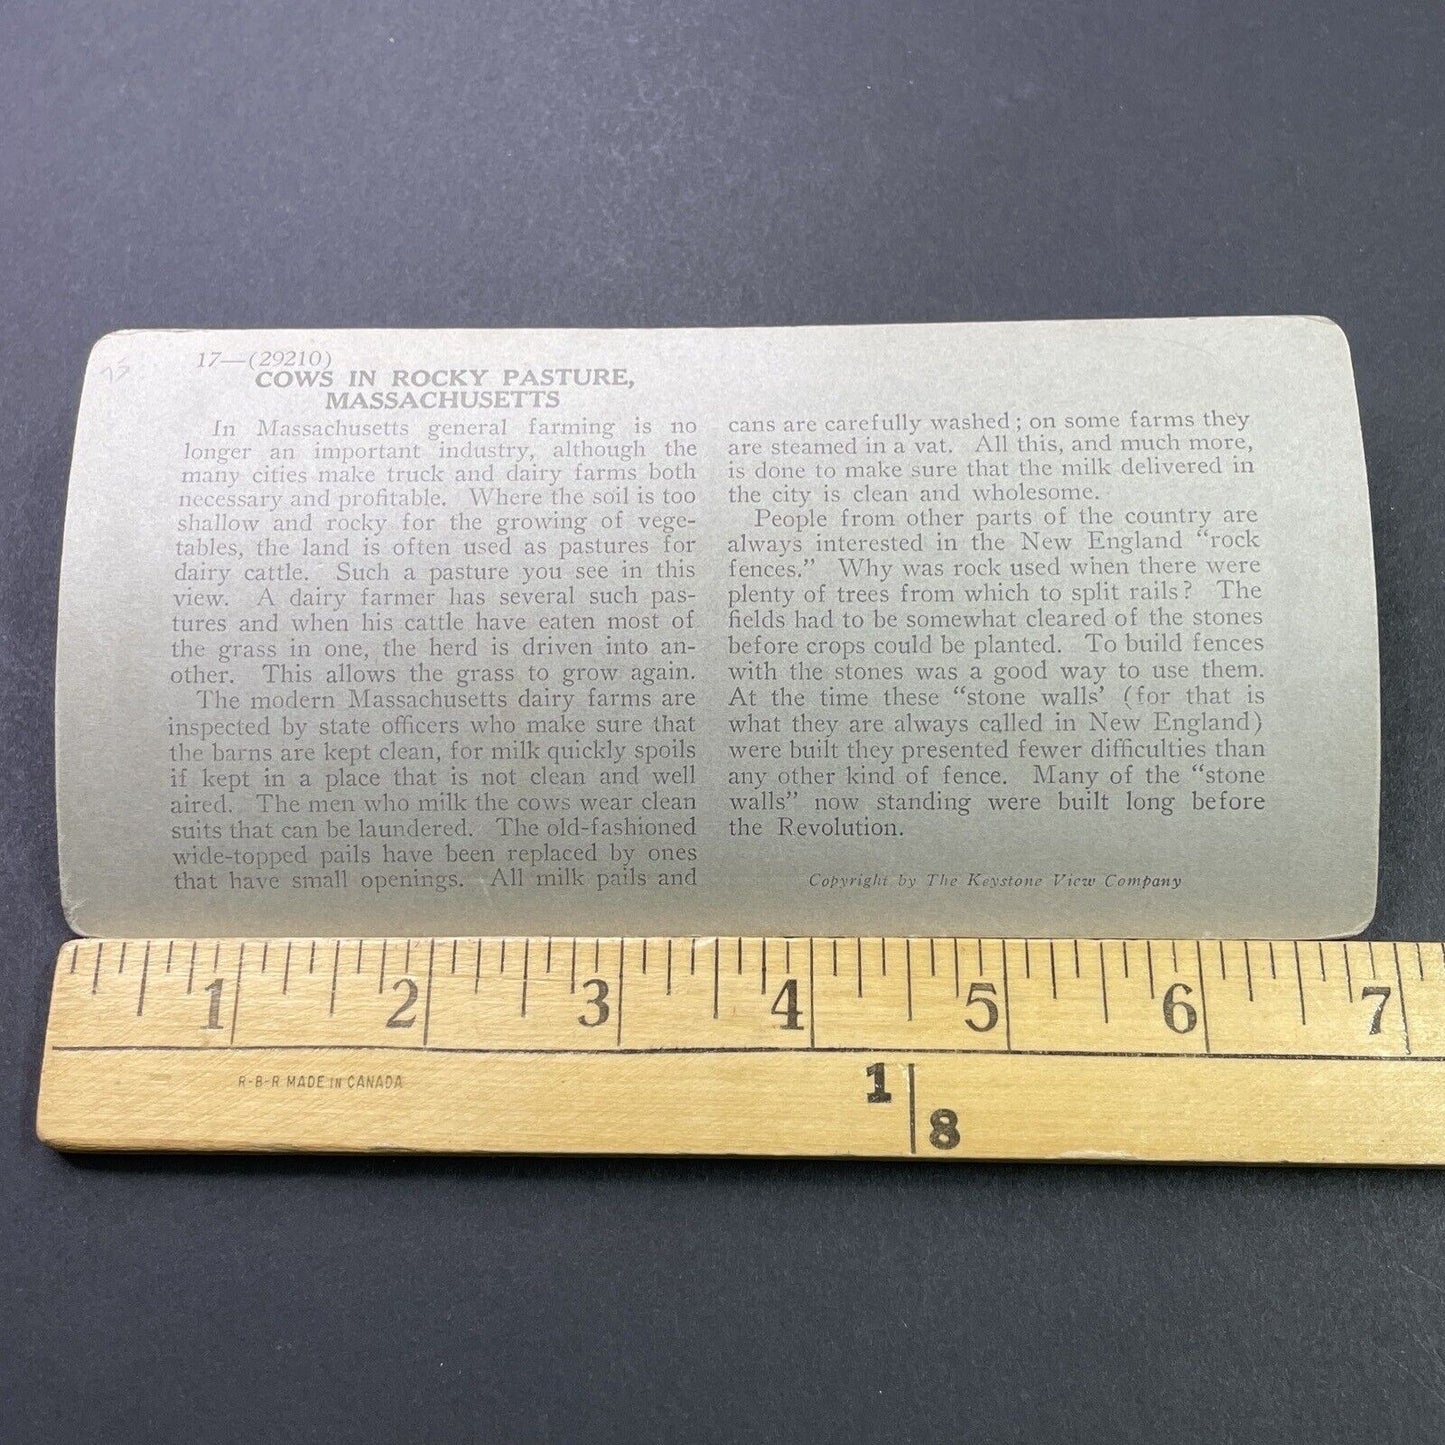 17—(29210)
COWS IN ROCKY PASTURE,
MASSACHUSETTS
In Massachusetts general farming is no
longer an important industry, although the
many cities make truck and dairy farms both
necessary and profitable. Where the soil is too
shallow and rocky for the growing of vege-
tables, the land is often used as pastures for
dairy cattle. Such a pasture you see in this
view. A dairy farmer has several such pas-
tures and when his cattle have eaten most of
the grass in one, the herd is driven into an-
other. This allows the grass to grow again.
The modern Massachusetts dairy farms are
inspected by state officers who make sure that
the barns are kept clean, for milk quickly spoils
if kept in a place that is not clean and well
aired. The men who milk the cows wear clean
suits that can be laundered. The old-fashioned
wide-topped pails have been replaced by ones
that have small openings. All milk pails and
cans are carefully washed; on some farms they
are steamed in a vat. All this, and much more,
is done to make sure that the milk delivered in
the city is clean and wholesome.
People from other parts of the country are
always interested in the New England "rock
fences." Why was rock used when there were
plenty of trees from which to split rails? The
fields had to be somewhat cleared of the stones
before crops could be planted. To build fences
with the stones was a good way to use them.
At the time these "stone walls' (for that is
what they are always called in New England)
were built they presented fewer difficulties than
any other kind of fence. Many of the "stone
walls" now standing were built long before
the Revolution.
Copyright by The Keystone View Company
1 2 3 4 5 6 7
R-B-R MADE IN CANADA
1
8